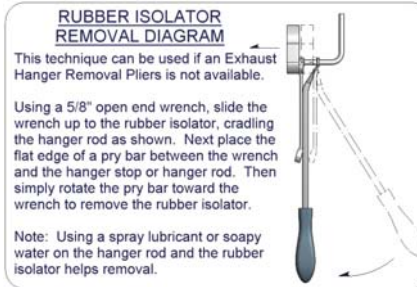 RUBBER ISOLATOR
REMOVAL DIAGRAM
This technique can be used if an Exhaust
Hanger Removal Pliers is not available.
Using a 5/8" open end wrench, slide the
wrench up to the rubber isolator, cradling
the hanger rod as shown. Next place the
flat edge of a pry bar between the wrench
and the hanger stop or hanger rod. Then
simply rotate the pry bar toward the
wrench to remove the rubber isolator.
Note: Using a spray lubricant or soapy
water on the hanger rod and the rubber
isolator helps removal.